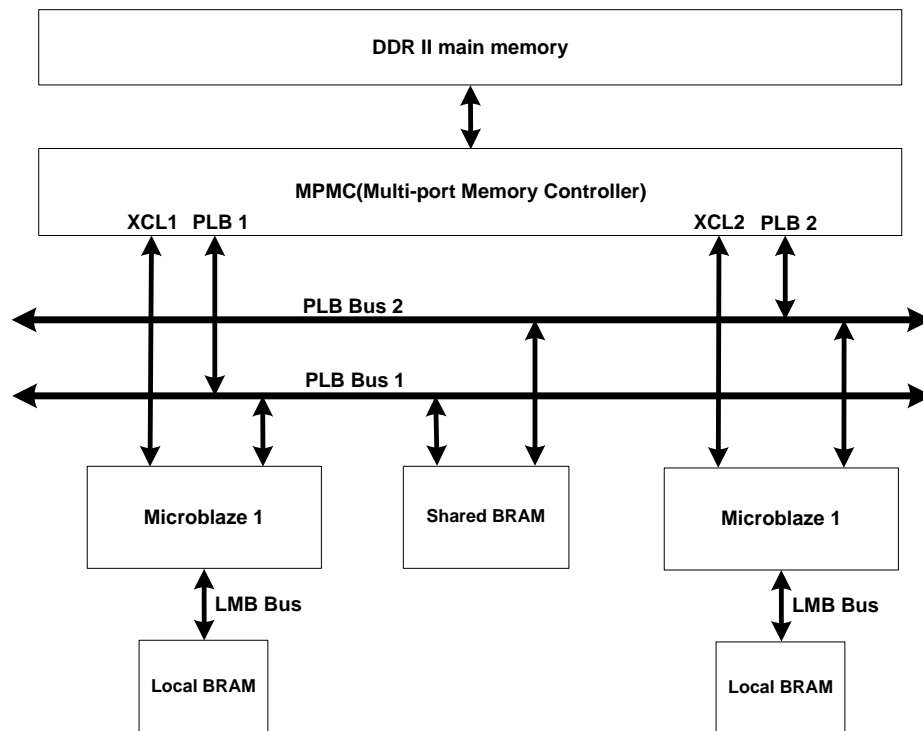 DDR II main memory
MPMC(Multi-port Memory Controller)
XCL1 PLB 1 XCL2 PLB 2
PLB Bus 2
PLB Bus 1
Microblaze 1 Shared BRAM Microblaze 1
LMB Bus LMB Bus
Local BRAM Local BRAM